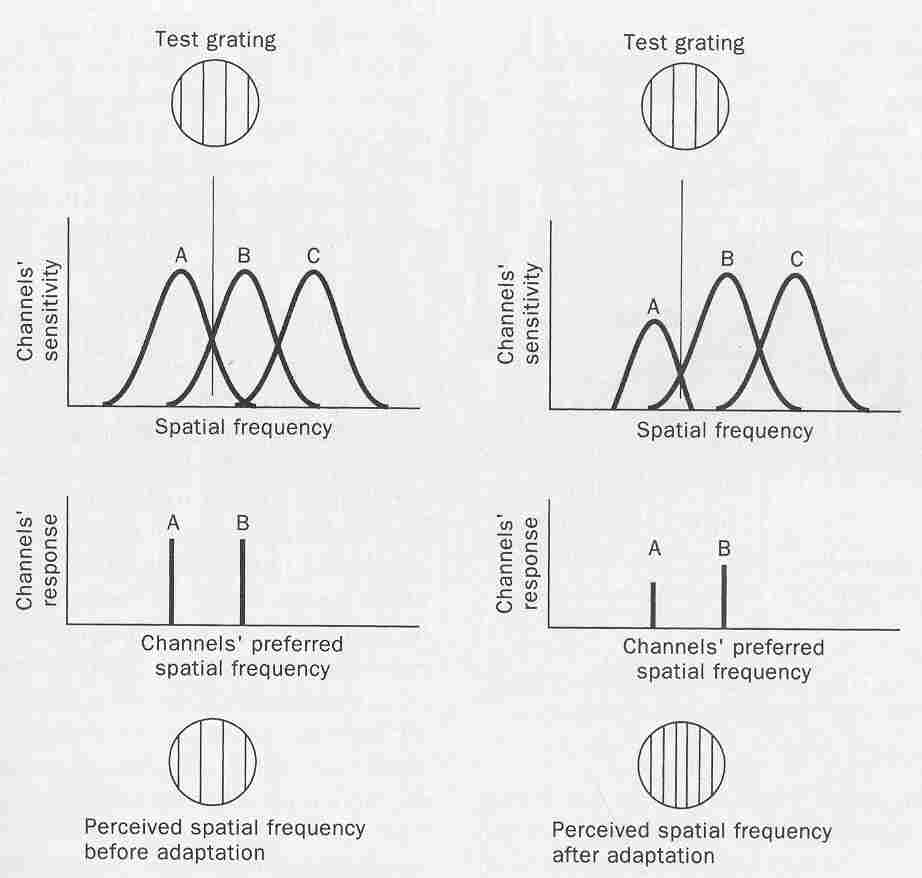 Test grating
Channels'
sensitivity
A
B
C
Spatial frequency
Channels'
response
A
B
Channels' preferred
spatial frequency
Perceived spatial frequency
before adaptation
Test grating
Channels'
sensitivity
A
B
C
Spatial frequency
Channels'
response
A
B
Channels' preferred
spatial frequency
Perceived spatial frequency
after adaptation